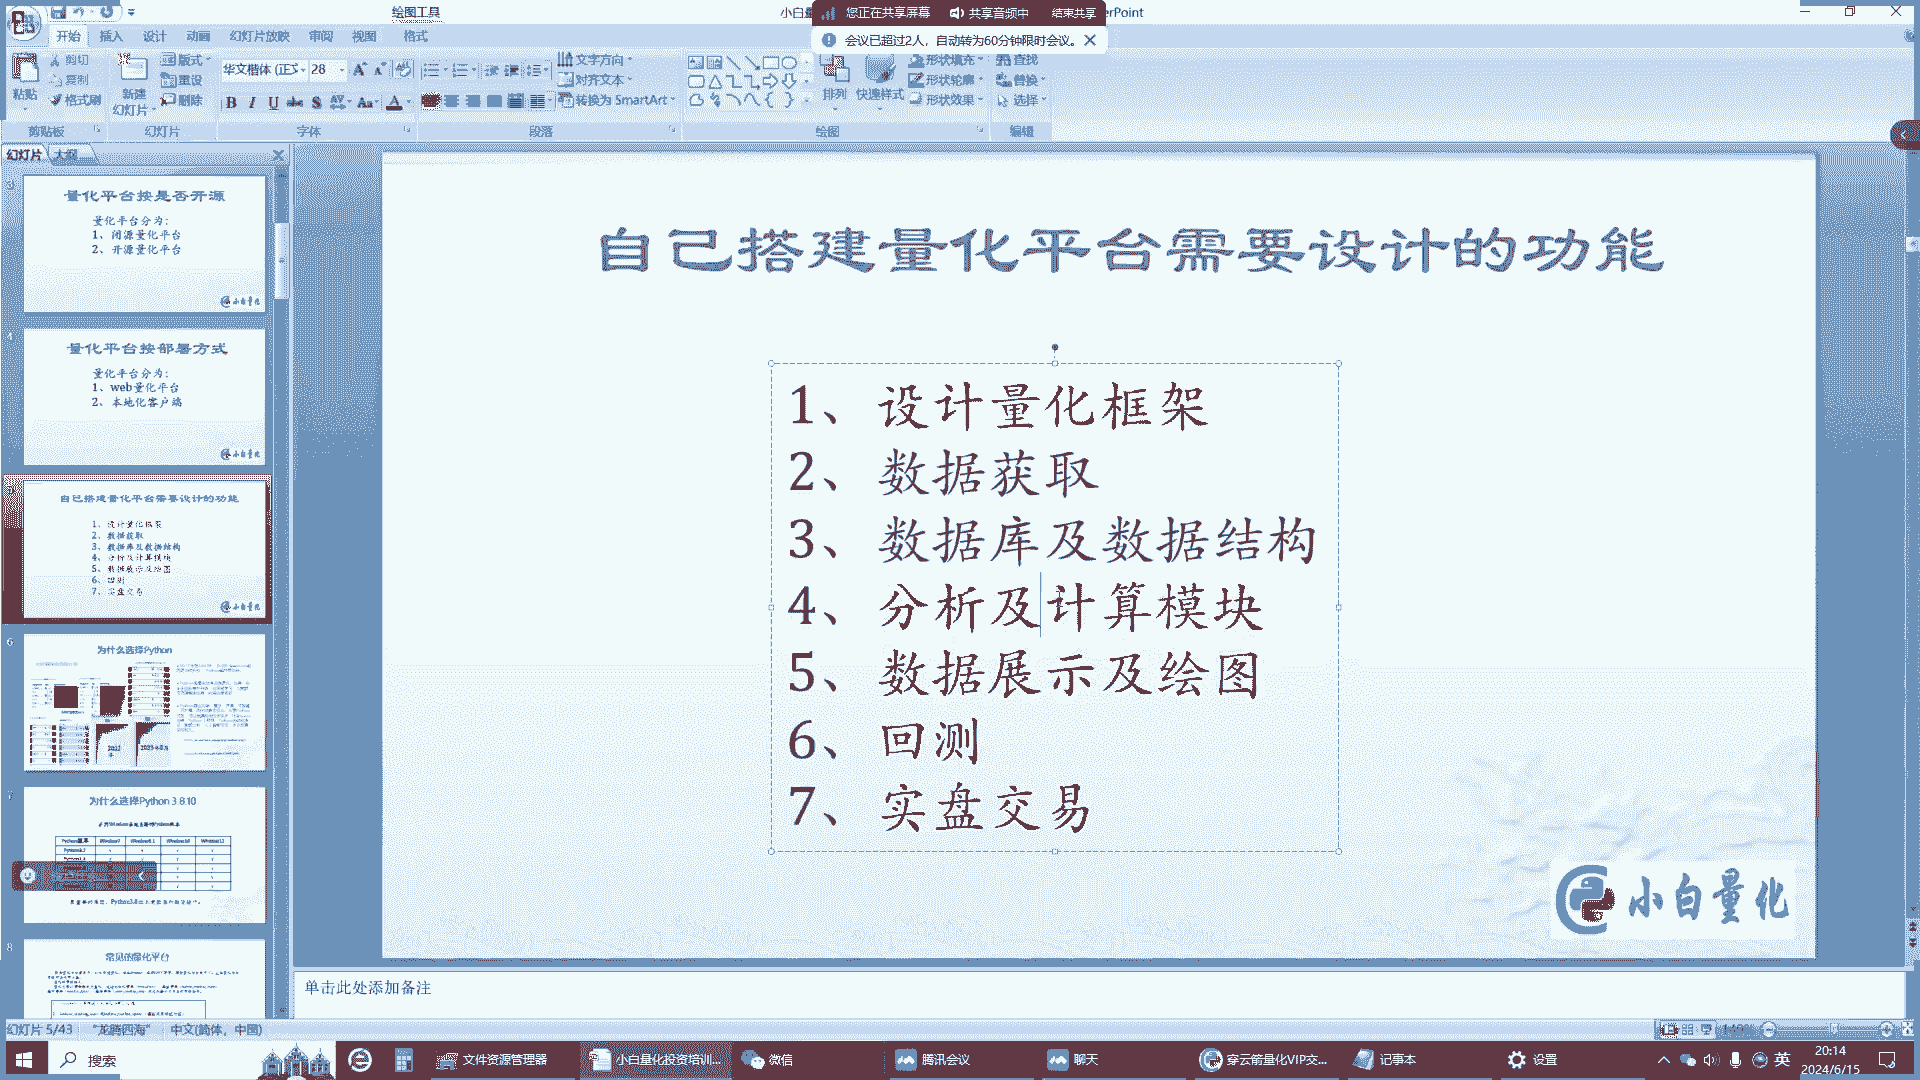 绘图工具
您正在共享屏幕 共享音频中 结束共享
会议已超过2人，自动转为60分钟限时会议。
开始 插入 设计 动画 幻灯片放映 审阅 视图 格式
剪切 版式 华文楷体 (正文 28 文字方向 形状填充 查找
复制 重设 对齐文本 形状轮廓 替换
粘贴 格式刷 新建 幻灯片 删除 转换为 SmartArt 排列 快速样式 形状效果 选择
剪贴板 幻灯片 字体 段落 绘图 编辑
幻灯片 大纲
3
量化平台按是否开源
量化平台分为：
1、闭源量化平台
2、开源量化平台
小白量化
4
量化平台按部署方式
量化平台分为：
1、web量化平台
2、本地化客户端
小白量化
5
自己搭建量化平台需要设计的功能
1、设计量化框架
2、数据获取
3、数据库及数据结构
4、分析及计算模块
5、数据展示及绘图
6、回测
7、实盘交易
小白量化
6
为什么选择Python
7
为什么选择Python 3.8.10
8
常见的量化平台
自己搭建量化平台需要设计的功能
1、设计量化框架
2、数据获取
3、数据库及数据结构
4、分析及计算模块
5、数据展示及绘图
6、回测
7、实盘交易
小白量化
单击此处添加备注
幻灯片 5/43 "龙腾四海" 中文(简体，中国)
搜索 文件资源管理器 小白量化投资培训... 微信 腾讯会议 聊天 穿云箭量化VIP交... 记事本 设置 英 20:14
2024/6/15